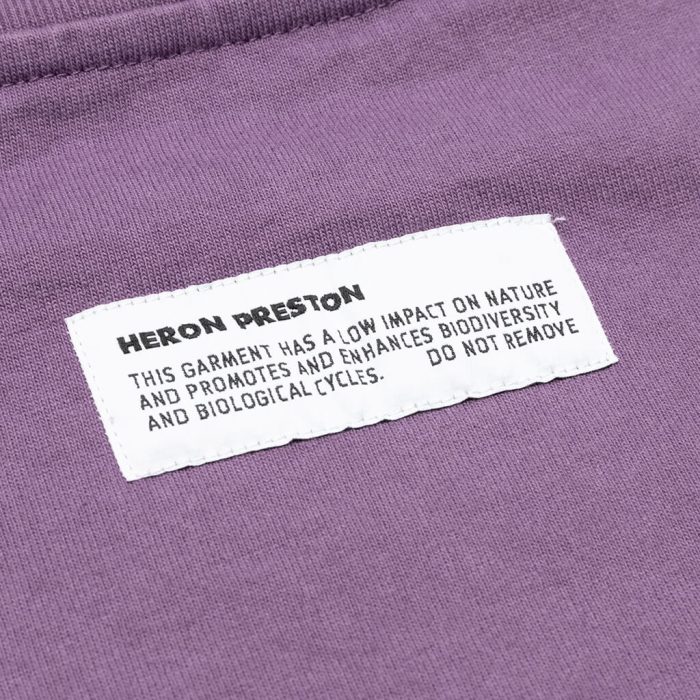 HERON PRESTON
THIS GARMENT HAS A LOW IMPACT ON NATURE
AND PROMOTES AND ENHANCES BIODIVERSITY
AND BIOLOGICAL CYCLES. DO NOT REMOVE